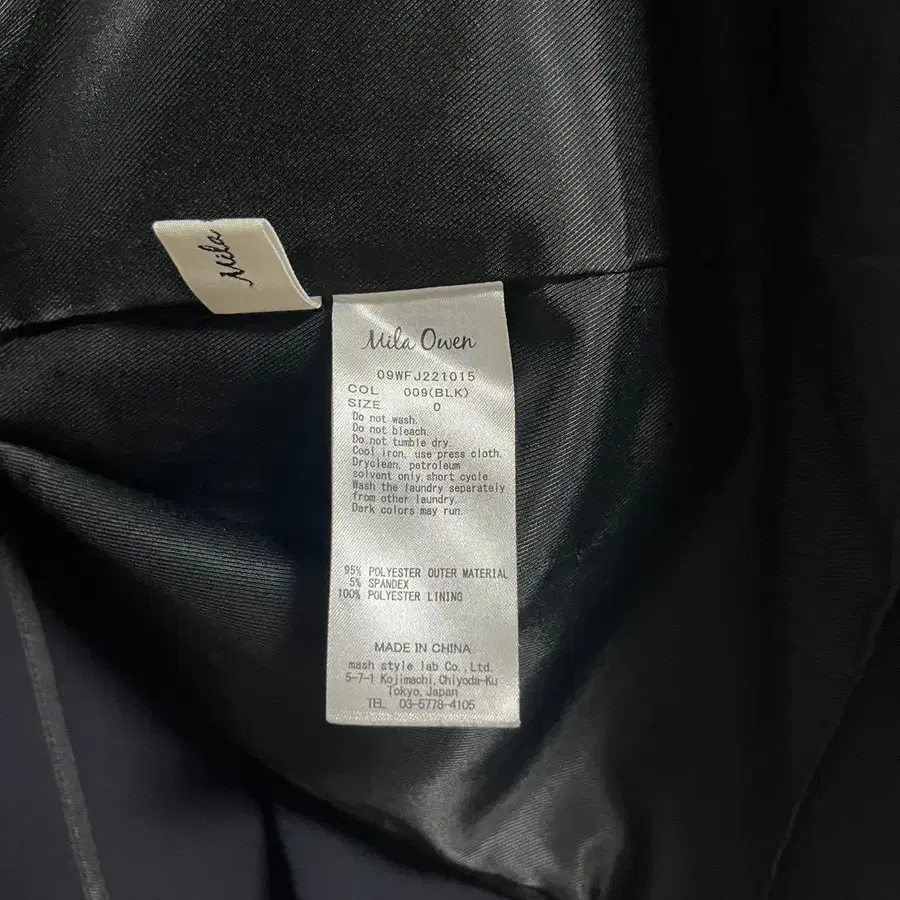 Mila
Mila Owen
09WFJ221015
COL 009(BLK)
SIZE 0
Do not wash.
Do not bleach.
Do not tumble dry.
Cool iron, use press cloth.
Dryclean, petroleum
solvent only,short cycle.
Wash the laundry separately
from other laundry.
Dark colors may run.
95% POLYESTER OUTER MATERIAL
5% SPANDEX
100% POLYESTER LINING
MADE IN CHINA
mash style lab Co.,Ltd.
5-7-1 Kojimachi,Chiyoda-Ku
Tokyo,Japan
TEL 03-5778-4105